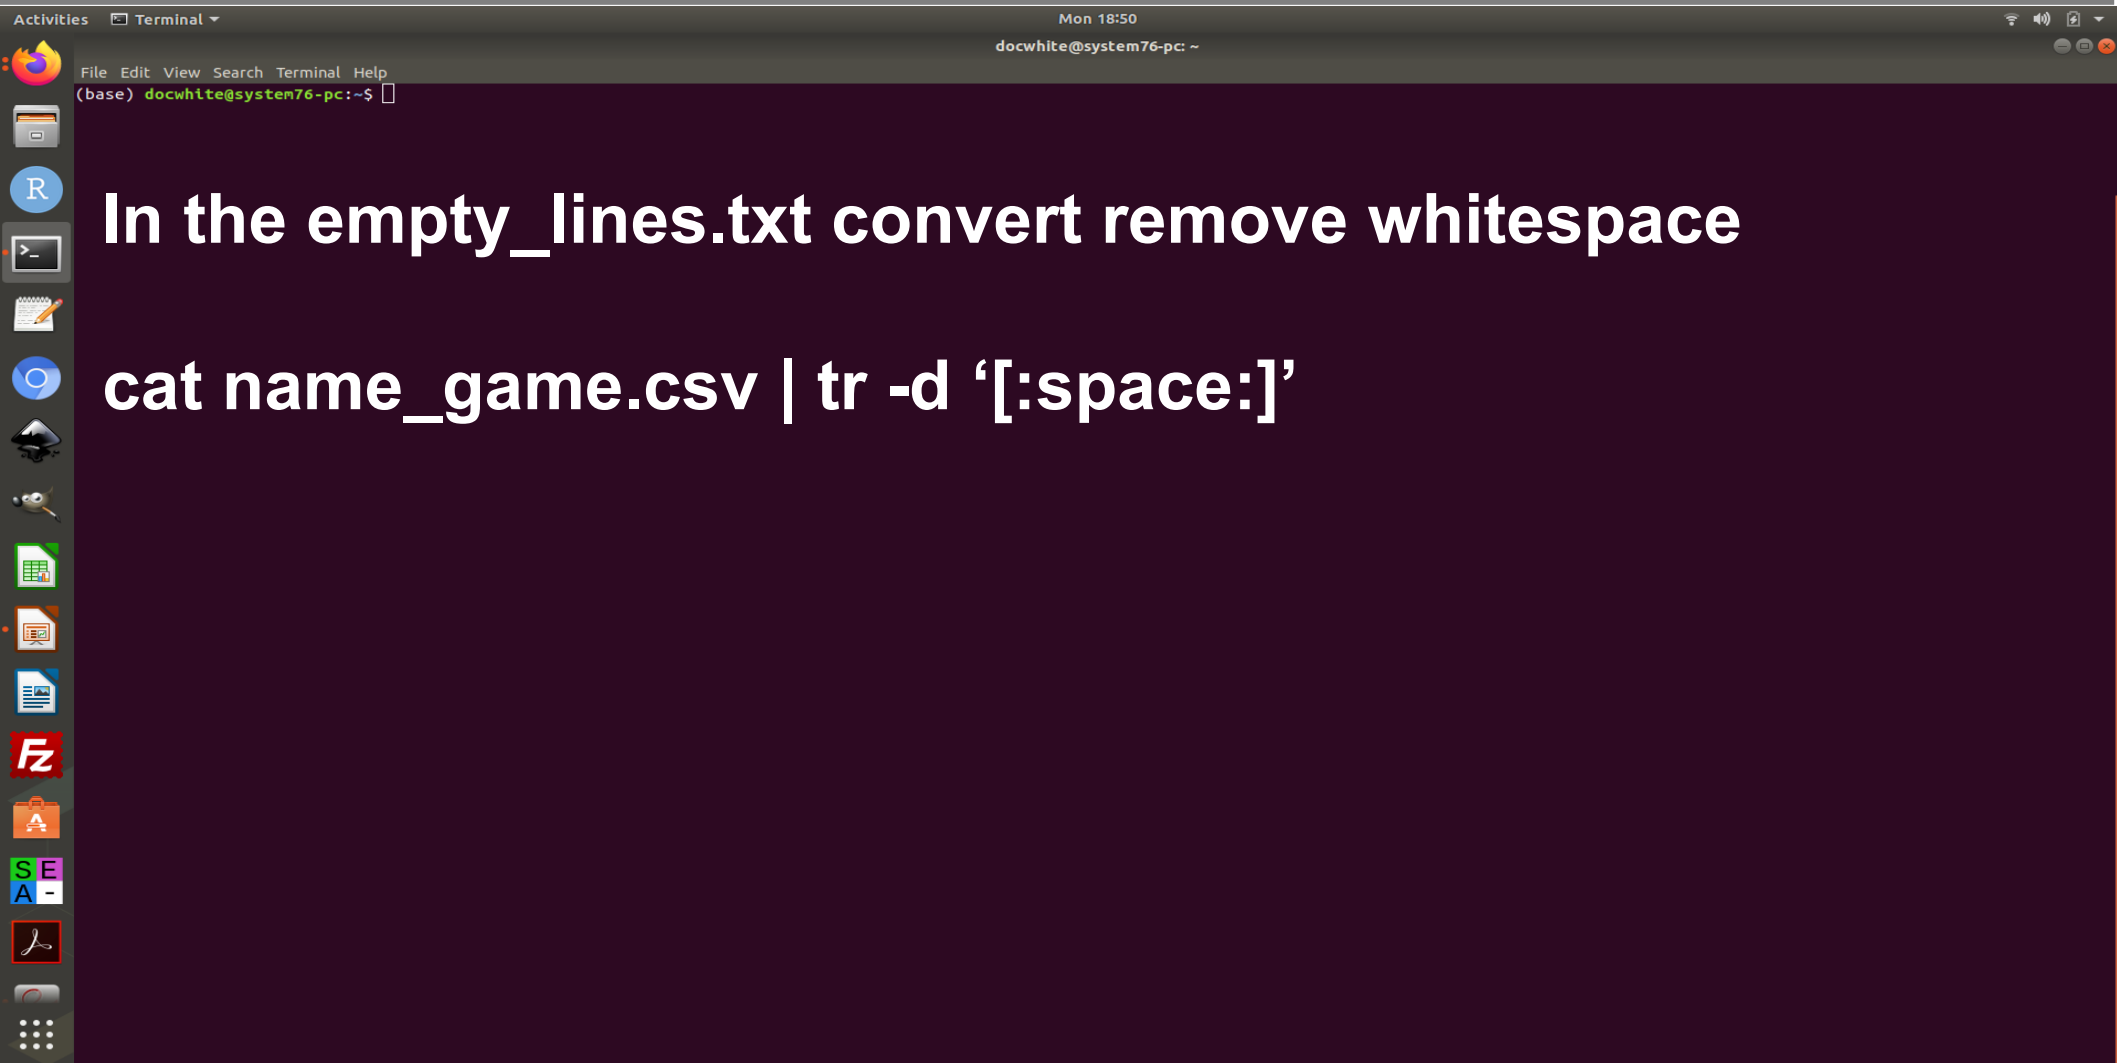 Activities Terminal Mon 18:50
docwhite@system76-pc: ~
File Edit View Search Terminal Help
(base) docwhite@system76-pc:~$
R
In the empty_lines.txt convert remove whitespace
cat name_game.csv | tr -d ‘[:space:]’
>_
Fz
A
S E
A -